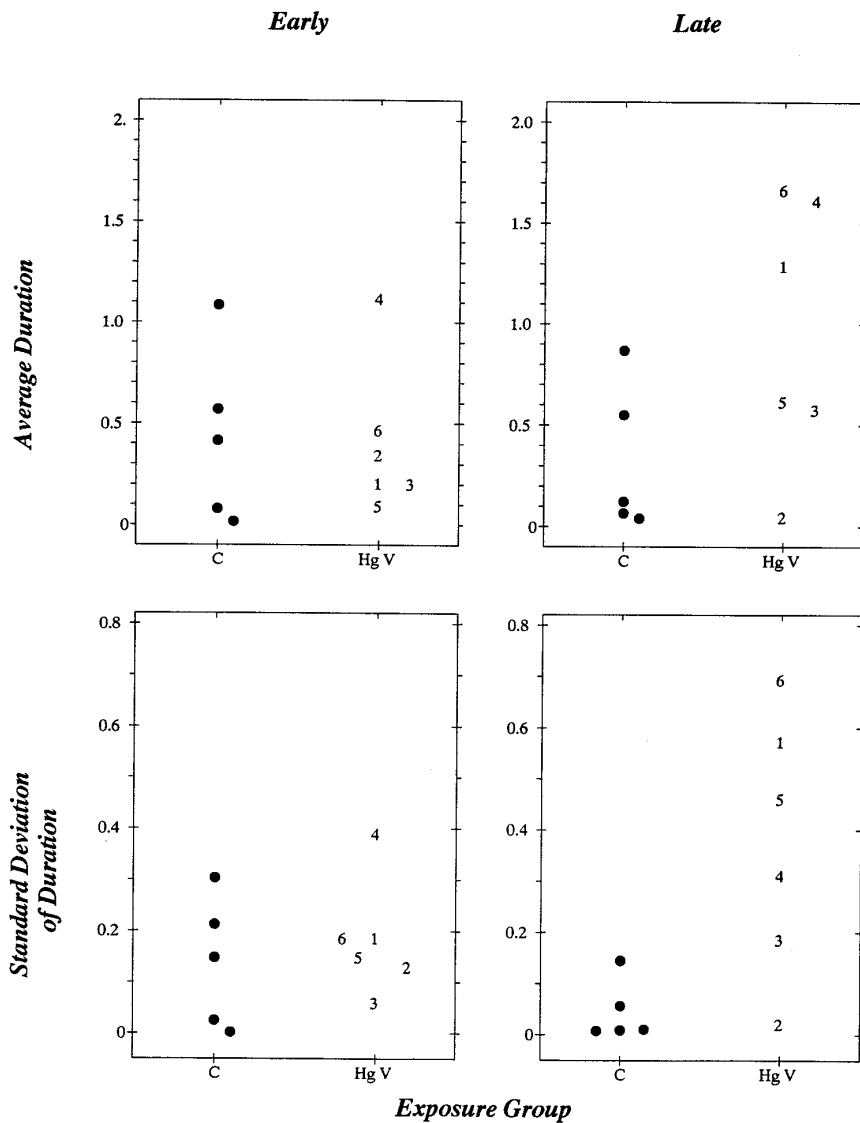 Early Late
2. 2.0
6 4
1.5 1.5
1
4
1.0 1.0
5 3
0.5 6 0.5
2
1 3
5 2
0 0
C Hg V C Hg V
Average Duration
0.8 0.8
6
0.6 0.6
1
5
0.4 4 0.4
4
0.2 6 1 0.2 3
5 2
3 2
0 0
C Hg V C Hg V
Standard Deviation
of Duration
Exposure Group